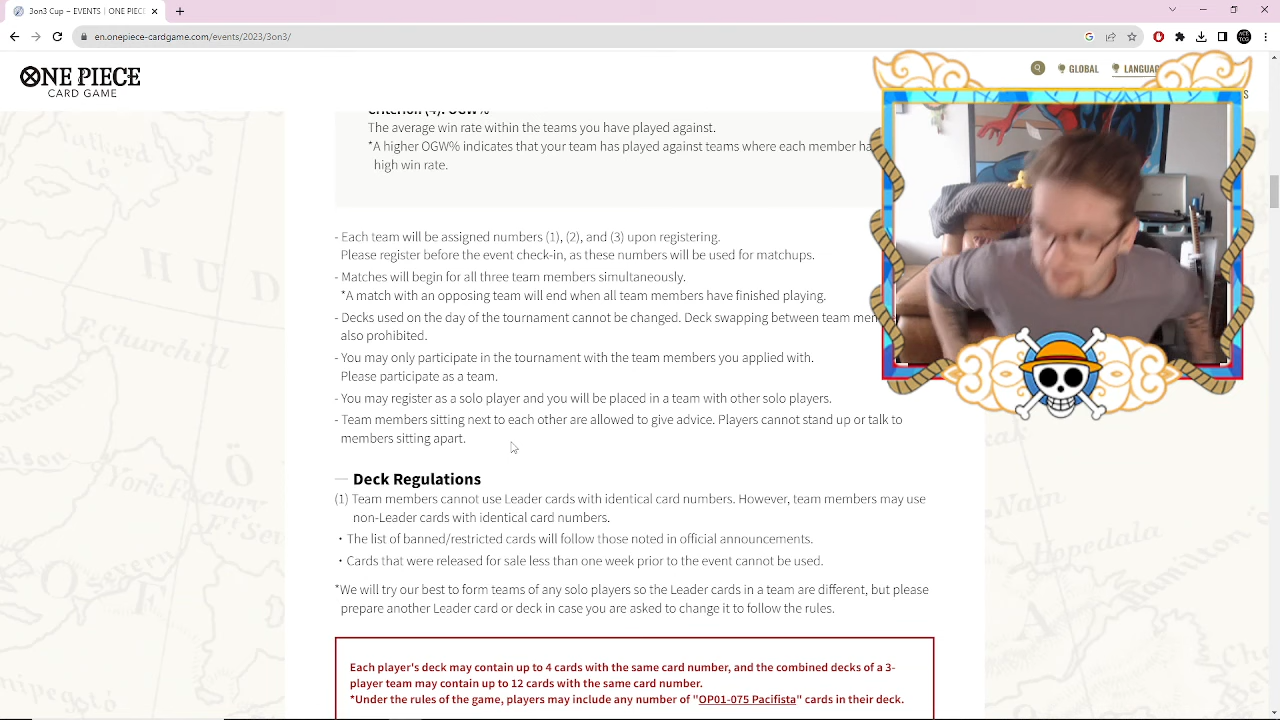 3on3 Cup − EVENTS | ONE PIECE
en.onepiece-cardgame.com/events/2023/3on3/
ONE PIECE
CARD GAME
GLOBAL
Criterion (4): OGW%
The average win rate within the teams you have played against.
*A higher OGW% indicates that your team has played against teams where each member
high win rate.
- Each team will be assigned numbers (1), (2), and (3) upon registering.
Please register before the event check-in, as these numbers will be used for matchups.
- Matches will begin for all three team members simultaneously.
*A match with an opposing team will end when all team members have finished playing.
- Decks used on the day of the tournament cannot be changed. Deck swapping between team
also prohibited.
- You may only participate in the tournament with the team members you applied with.
Please participate as a team.
- You may register as a solo player and you will be placed in a team with other solo players.
- Team members sitting next to each other are allowed to give advice. Players cannot stand up or talk to
members sitting apart.
Deck Regulations
(1) Team members cannot use Leader cards with identical card numbers. However, team members may use
non-Leader cards with identical card numbers.
・The list of banned/restricted cards will follow those noted in official announcements.
・Cards that were released for sale less than one week prior to the event cannot be used.
*We will try our best to form teams of any solo players so the Leader cards in a team are different, but please
prepare another Leader card or deck in case you are asked to change it to follow the rules.
Each player's deck may contain up to 4 cards with the same card number, and the combined decks of a 3-
player team may contain up to 12 cards with the same card number.
*Under the rules of the game, players may include any number of "OP01-075 Pacifista" cards in their deck.